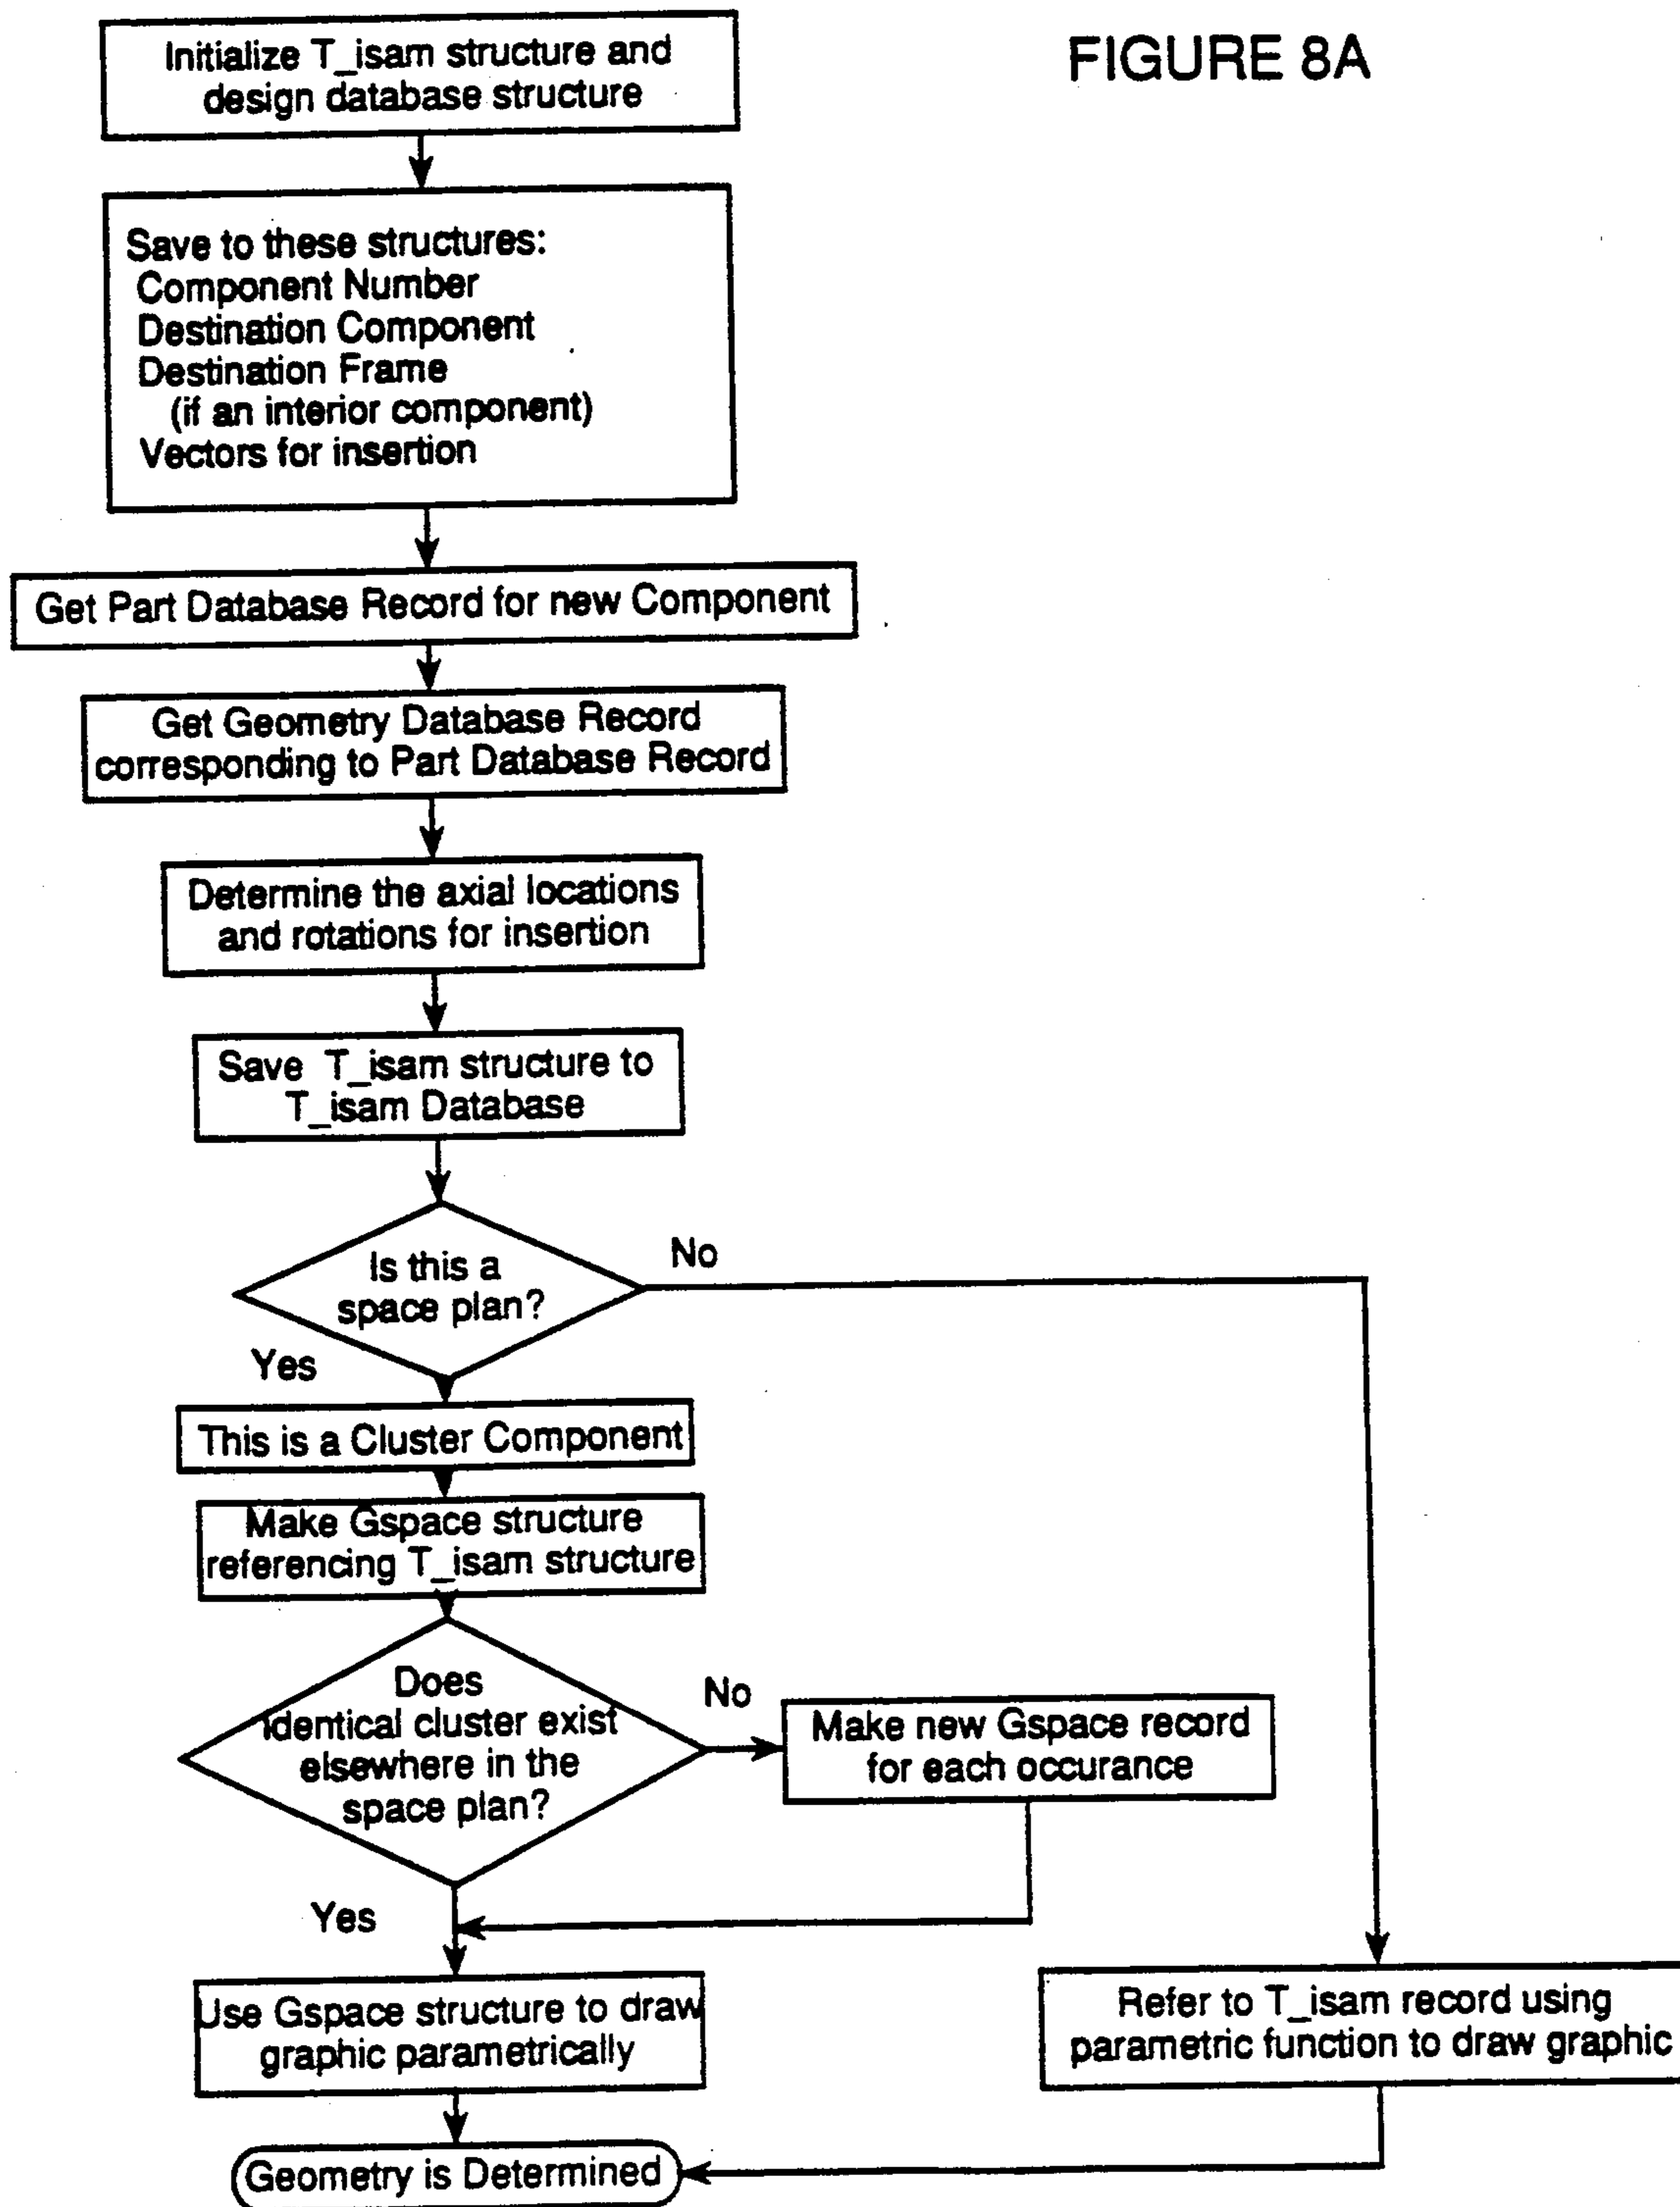 FIGURE 8A
Initialize T_isam structure and
design database structure
Save to these structures:
Component Number
Destination Component
Destination Frame
(if an interior component)
Vectors for insertion
Get Part Database Record for new Component
Get Geometry Database Record
corresponding to Part Database Record
Determine the axial locations
and rotations for insertion
Save T_isam structure to
T_isam Database
Is this a
space plan?
No
Yes
This is a Cluster Component
Make Gspace structure
referencing T_isam structure
Does
identical cluster exist
elsewhere in the
space plan?
No
Make new Gspace record
for each occurance
Yes
Use Gspace structure to draw
graphic parametrically
Refer to T_isam record using
parametric function to draw graphic
Geometry is Determined